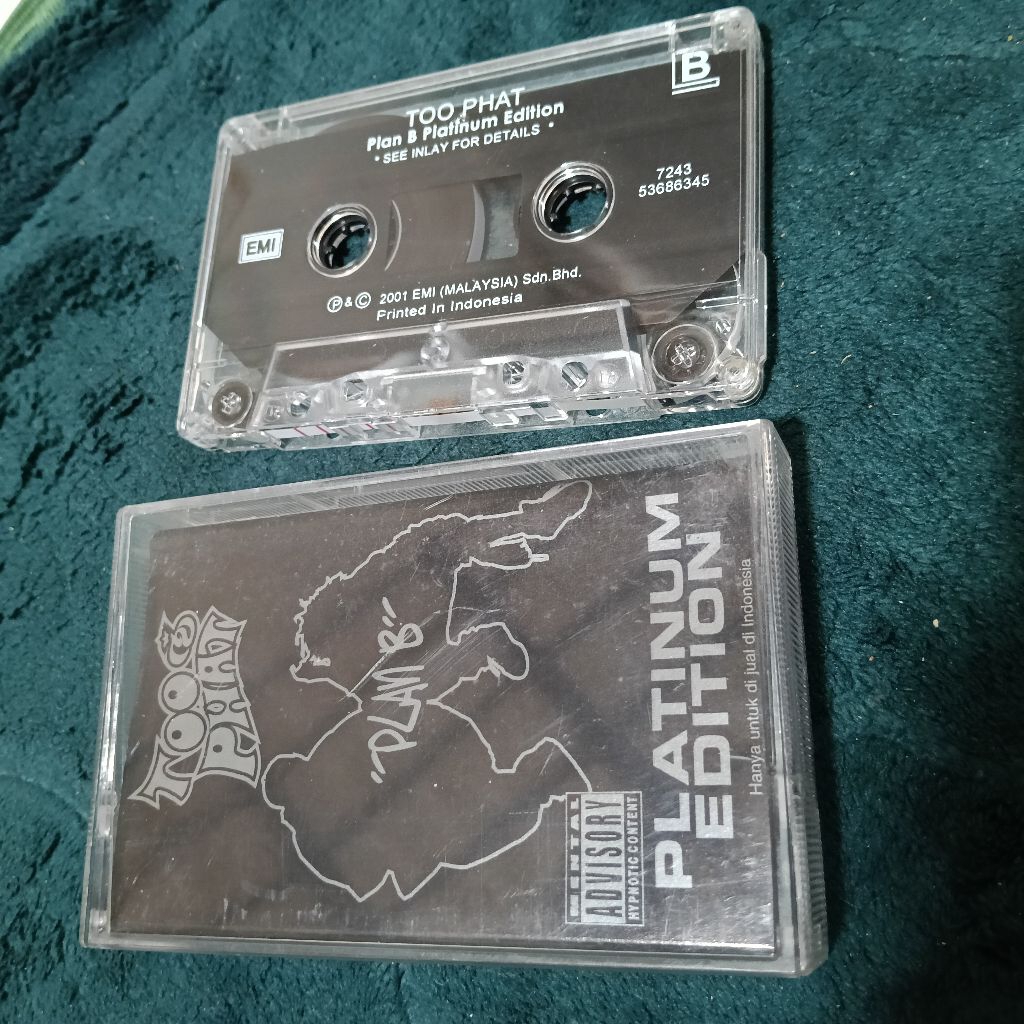 B
TOO PHAT
Plan B Platinum Edition
• SEE INLAY FOR DETAILS •
7243
53686345
EMI
Ⓟ & © 2001 EMI (MALAYSIA) Sdn.Bhd.
Printed In Indonesia
TOO
PHAT
"PLAN B"
MENTAL
ADVISORY
HYPNOTIC CONTENT
PLATINUM
EDITION
Hanya untuk di jual di Indonesia